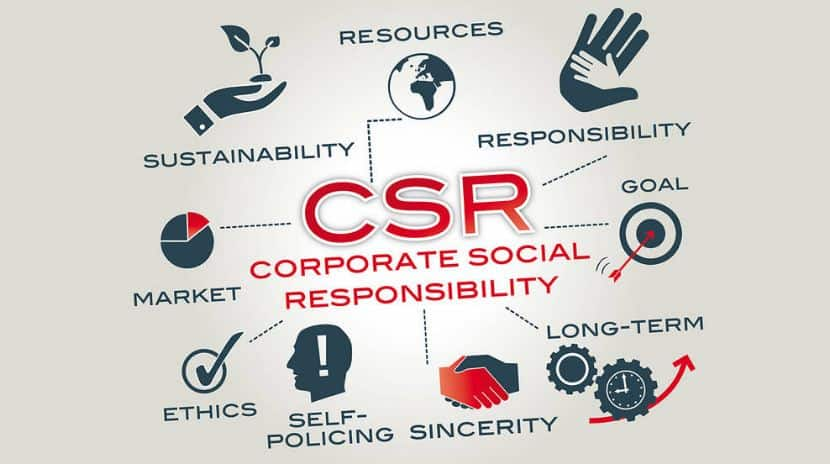 RESOURCES
SUSTAINABILITY
RESPONSIBILITY
GOAL
CSR
CORPORATE SOCIAL
RESPONSIBILITY
MARKET
LONG-TERM
ETHICS
SELF-
POLICING
SINCERITY